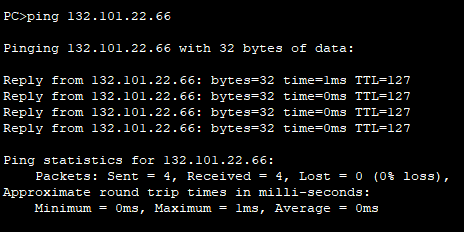 PC>ping 132.101.22.66
Pinging 132.101.22.66 with 32 bytes of data:
Reply from 132.101.22.66: bytes=32 time=1ms TTL=127
Reply from 132.101.22.66: bytes=32 time=0ms TTL=127
Reply from 132.101.22.66: bytes=32 time=0ms TTL=127
Reply from 132.101.22.66: bytes=32 time=0ms TTL=127
Ping statistics for 132.101.22.66:
Packets: Sent = 4, Received = 4, Lost = 0 (0% loss),
Approximate round trip times in milli-seconds:
Minimum = 0ms, Maximum = 1ms, Average = 0ms